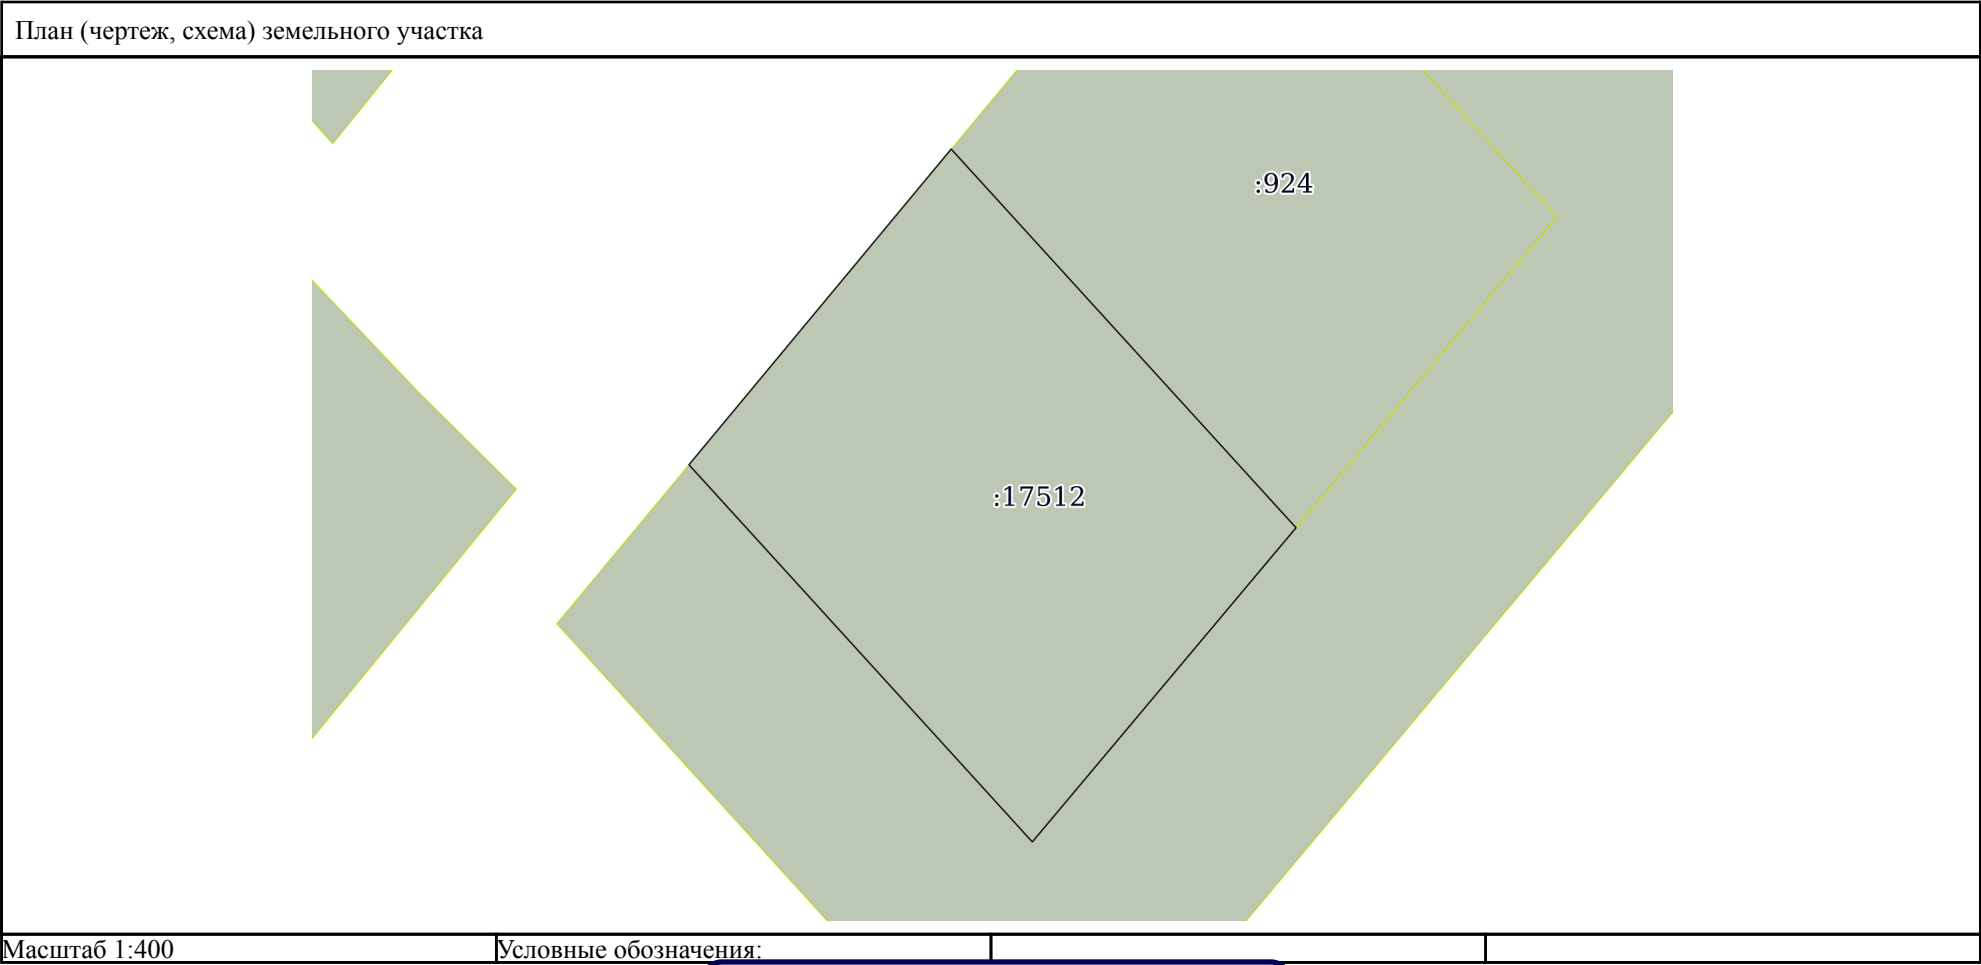 План (чертеж, схема) земельного участка
:924
:17512
Масштаб 1:400
Условные обозначения: